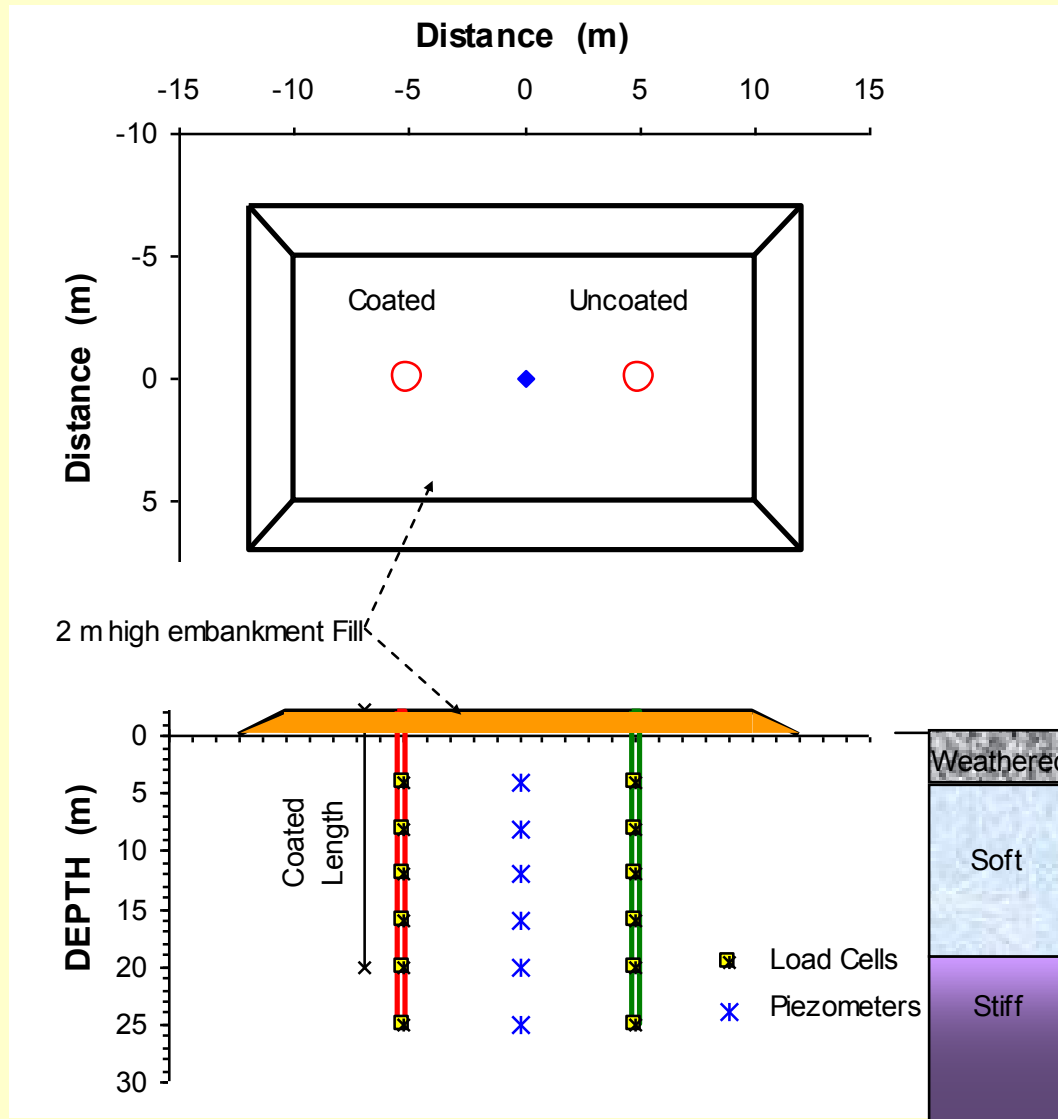 Distance (m)
-15 -10 -5 0 5 10 15
Distance (m)
-10
-5
0
5
Coated Uncoated
2 m high embankment Fill
DEPTH (m)
0
5
10
15
20
25
30
Coated
Length
Load Cells
Piezometers
Weathered
Soft
Stiff